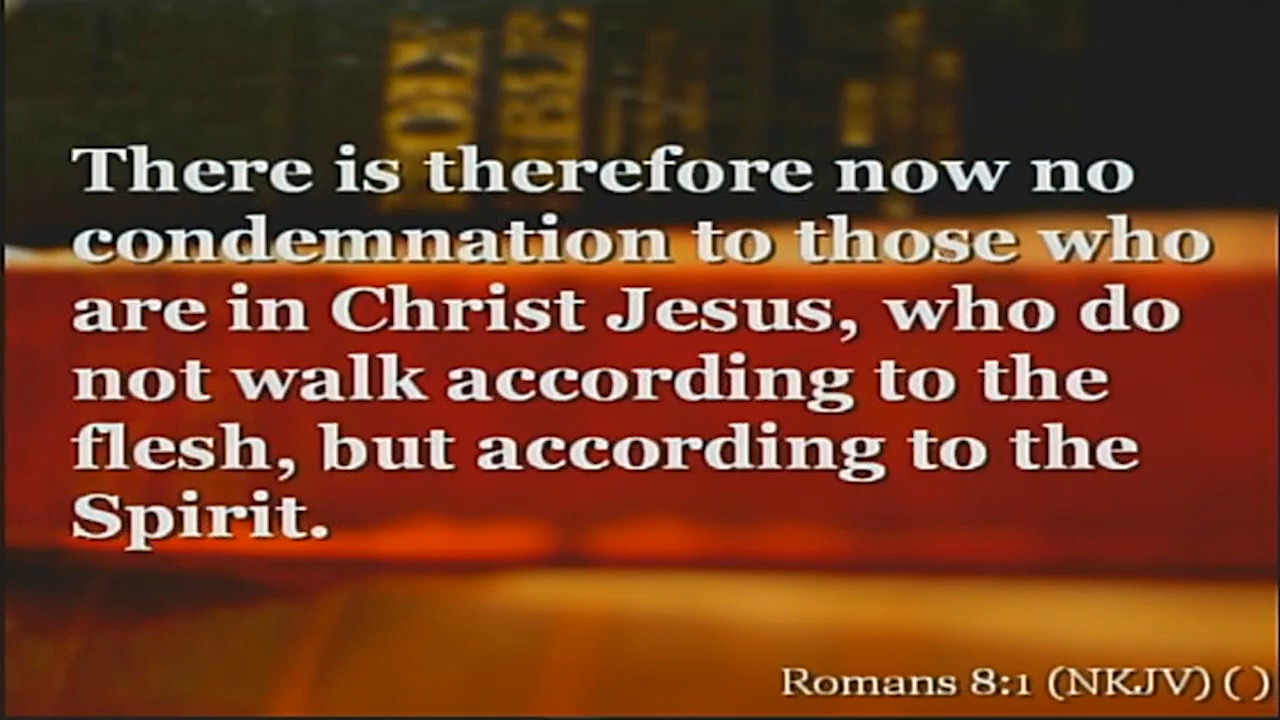 There is therefore now no
condemnation to those who
are in Christ Jesus, who do
not walk according to the
flesh, but according to the
Spirit.
Romans 8:1 (NKJV) ( )